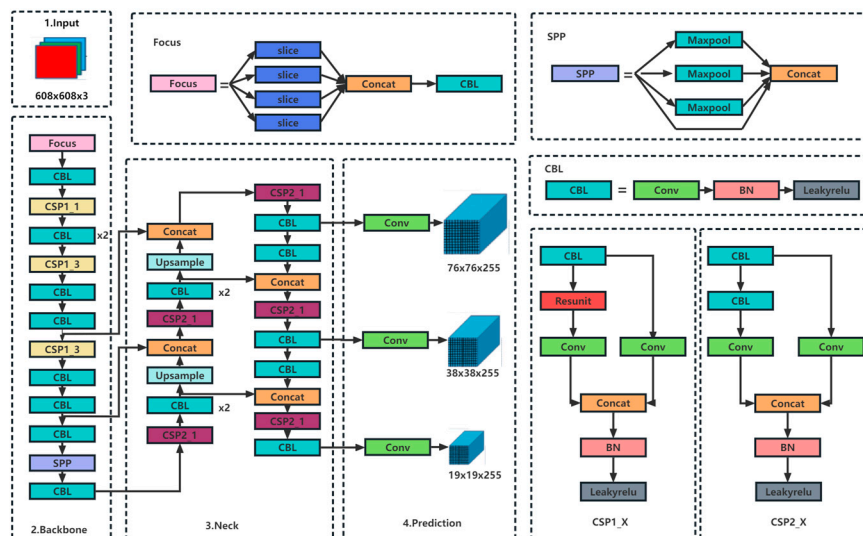 1.Input
608x608x3
Focus
Focus
=
slice
slice
slice
slice
Concat
CBL
SPP
SPP
=
Maxpool
Maxpool
Maxpool
Concat
CBL
CBL
=
Conv
BN
Leakyrelu
Focus
CBL
CSP1_1
CBL
x2
CSP1_3
CBL
CBL
CSP1_3
CBL
CBL
CBL
SPP
CBL
2.Backbone
Concat
Upsample
CBL
x2
CSP2_1
Concat
Upsample
CBL
x2
CSP2_1
CSP2_1
CBL
CBL
Concat
CSP2_1
CBL
CBL
Concat
CSP2_1
CBL
3.Neck
Conv
76x76x255
Conv
38x38x255
Conv
19x19x255
4.Prediction
CBL
Resunit
Conv
Conv
Concat
BN
Leakyrelu
CSP1_X
CBL
CBL
Conv
Conv
Concat
BN
Leakyrelu
CSP2_X